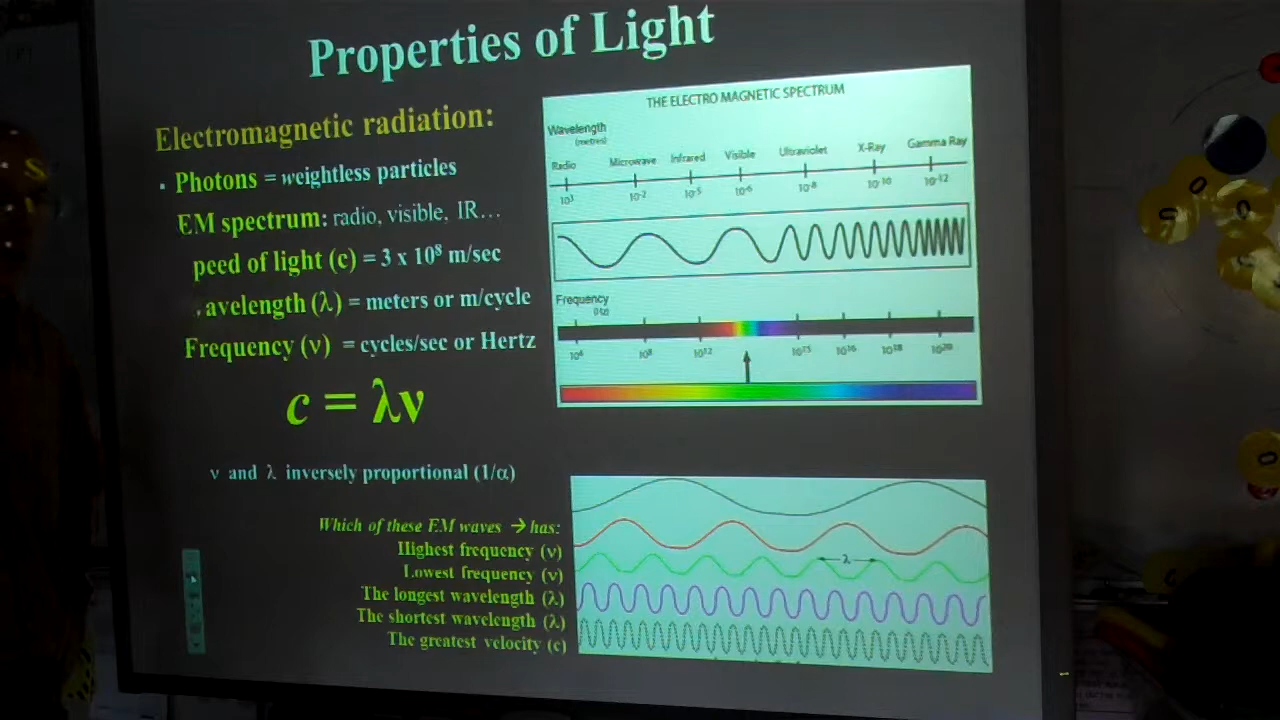 Properties of Light
Electromagnetic radiation:
▪ Photons = weightless particles
EM spectrum: radio, visible, IR…
peed of light (c) = 3 x 10⁸ m/sec
avelength (λ) = meters or m/cycle
Frequency (ν) = cycles/sec or Hertz
c = λν
ν and λ inversely proportional (1/α)
THE ELECTRO MAGNETIC SPECTRUM
Wavelength
(metres)
Radio Microwave Infrared Visible Ultraviolet X-Ray Gamma Ray
10³ 10⁻² 10⁻⁵ 10⁻⁶ 10⁻⁸ 10⁻¹⁰ 10⁻¹²
Frequency
(Hz)
10⁴ 10⁸ 10¹² 10¹⁵ 10¹⁶ 10¹⁸ 10²⁰
Which of these EM waves → has:
Highest frequency (ν)
Lowest frequency (ν)
The longest wavelength (λ)
The shortest wavelength (λ)
The greatest velocity (c)
λ